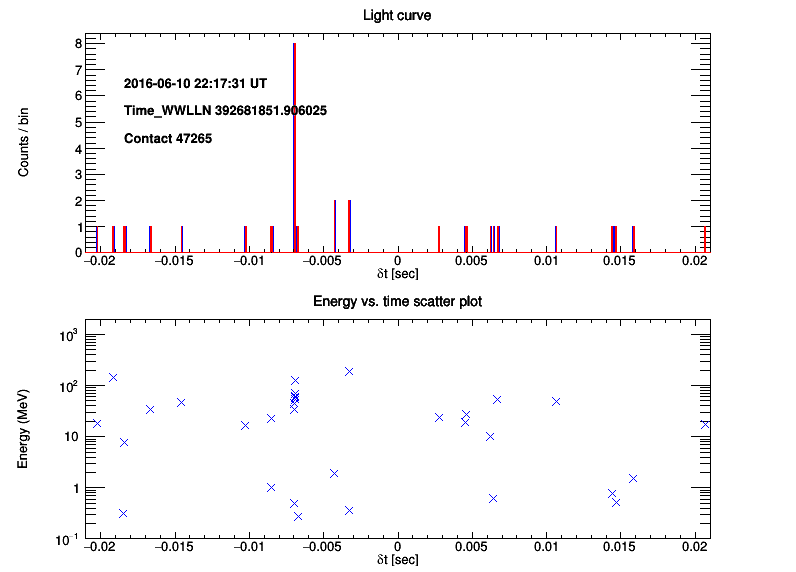 Light curve
Counts / bin
8
7
6
5
4
3
2
1
0
2016-06-10 22:17:31 UT
Time_WWLLN 392681851.906025
Contact 47265
−0.02 −0.015 −0.01 −0.005 0 0.005 0.01 0.015 0.02
δt [sec]
Energy vs. time scatter plot
Energy (MeV)
10³
10²
10
1
10⁻¹
−0.02 −0.015 −0.01 −0.005 0 0.005 0.01 0.015 0.02
δt [sec]